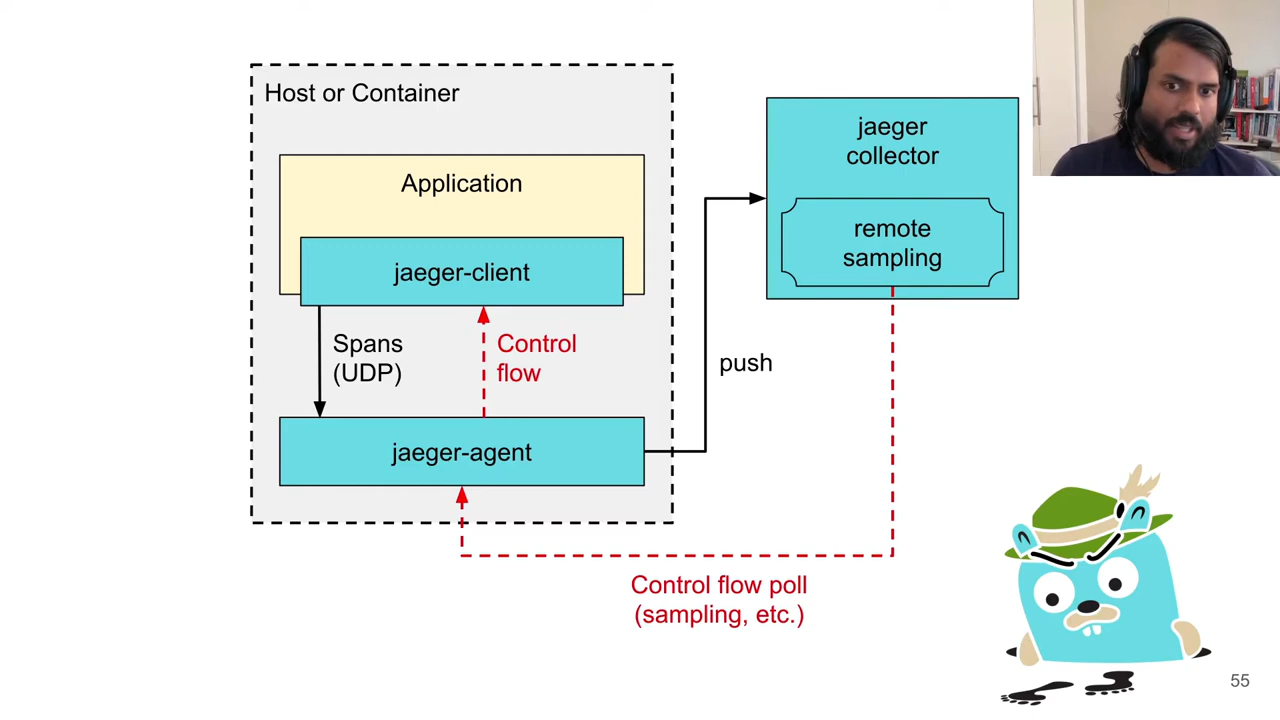 Host or Container
Application
jaeger-client
Spans
(UDP)
Control
flow
jaeger-agent
push
jaeger
collector
remote
sampling
Control flow poll
(sampling, etc.)
55